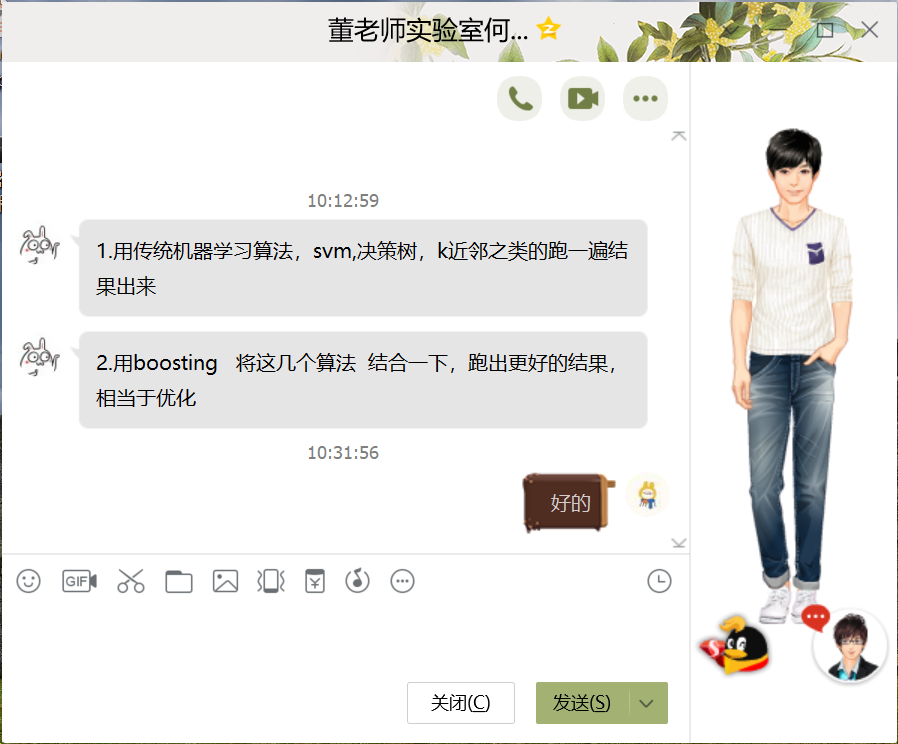 董老师实验室何...
10:12:59
1.用传统机器学习算法，svm,决策树，k近邻之类的跑一遍结
果出来
2.用boosting   将这几个算法  结合一下，跑出更好的结果，
相当于优化
10:31:56
好的
GIF
关闭(C)
发送(S)